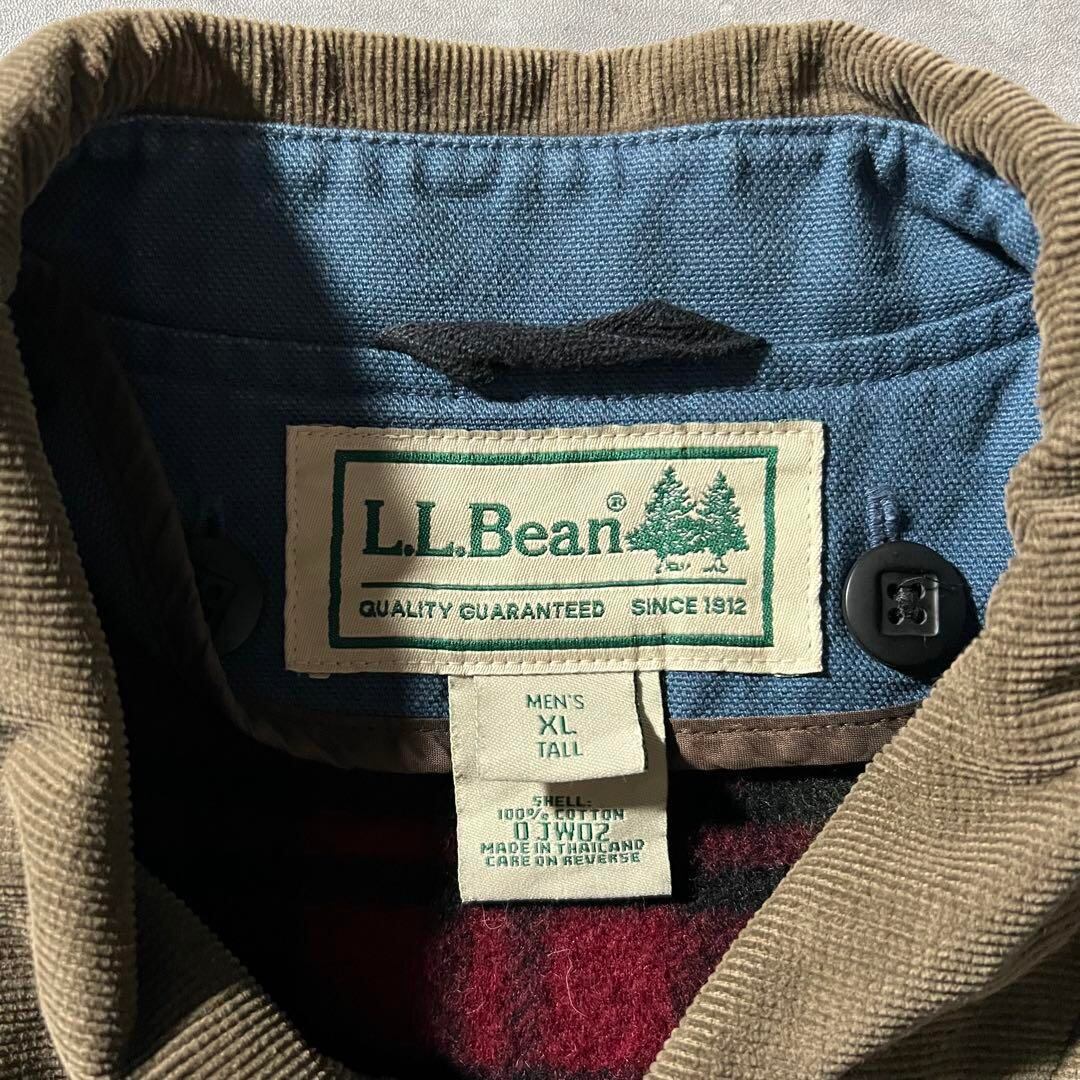 L.L.Bean®
QUALITY GUARANTEED SINCE 1912
MEN'S
XL
TALL
SHELL:
100% COTTON
0JW02
MADE IN THAILAND
CARE ON REVERSE